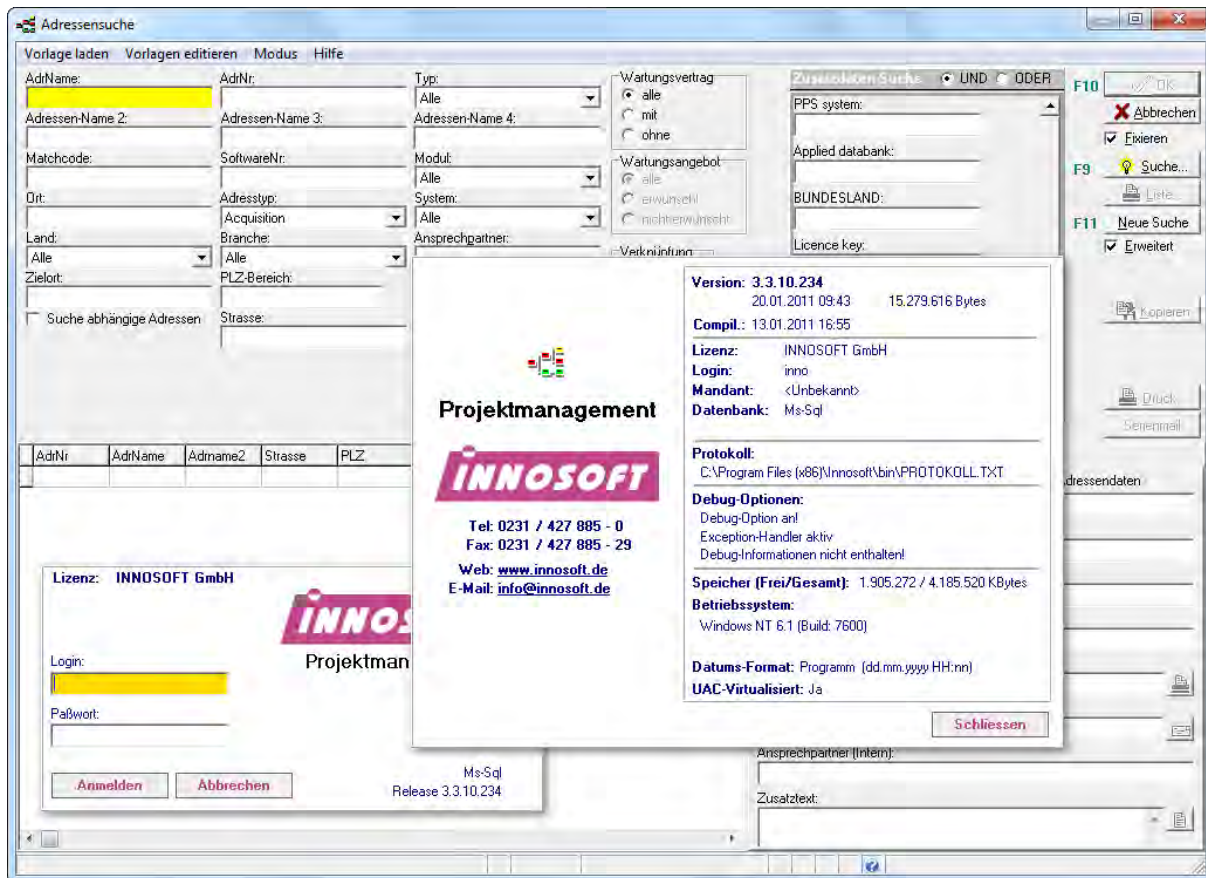 Adressensuche
Vorlage laden Vorlagen editieren Modus Hilfe
AdrName: AdrNr: Typ: Wartungsvertrag Zusatzdaten Suche UND ODER F10 OK
Alle alle PPS system: Abbrechen
Adressen-Name 2: Adressen-Name 3: Adressen-Name 4: mit Fixieren
ohne Applied databank:
Matchcode: SoftwareNr: Modul: Wartungsangebot F9 Suche...
Alle alle Liste...
Ort: Adresstyp: System: erwünscht BUNDESLAND:
Acquisition Alle nicht erwünscht F11 Neue Suche
Land: Branche: Ansprechpartner: Verknüpfung Licence key: Erweitert
Alle Alle
Zielort: PLZ-Bereich:
Suche abhängige Adressen Strasse: Kopieren
Druck
Serienmail
AdrNr AdrName Adrname2 Strasse PLZ
Projektmanagement
INNOSOFT
Tel: 0231 / 427 885 - 0
Fax: 0231 / 427 885 - 29
Web: www.innosoft.de
E-Mail: info@innosoft.de
Version: 3.3.10.234
20.01.2011 09:43 15.279.616 Bytes
Compil.: 13.01.2011 16:55
Lizenz: INNOSOFT GmbH
Login: inno
Mandant: <Unbekannt>
Datenbank: Ms-Sql
Protokoll:
C:\Program Files (x86)\Innosoft\bin\PROTOKOLL.TXT
Debug-Optionen:
Debug-Option an!
Exception-Handler aktiv
Debug-Informationen nicht enthalten!
Speicher (Frei/Gesamt): 1.905.272 / 4.185.520 KBytes
Betriebssystem:
Windows NT 6.1 (Build: 7600)
Datums-Format: Programm (dd.mm.yyyy HH:nn)
UAC-Virtualisiert: Ja
Schliessen
Lizenz: INNOSOFT GmbH
INNOS
Projektman
Login:
Paßwort:
Anmelden Abbrechen
Ms-Sql
Release 3.3.10.234
dressendaten
Ansprechpartner (Intern):
Zusatztext: